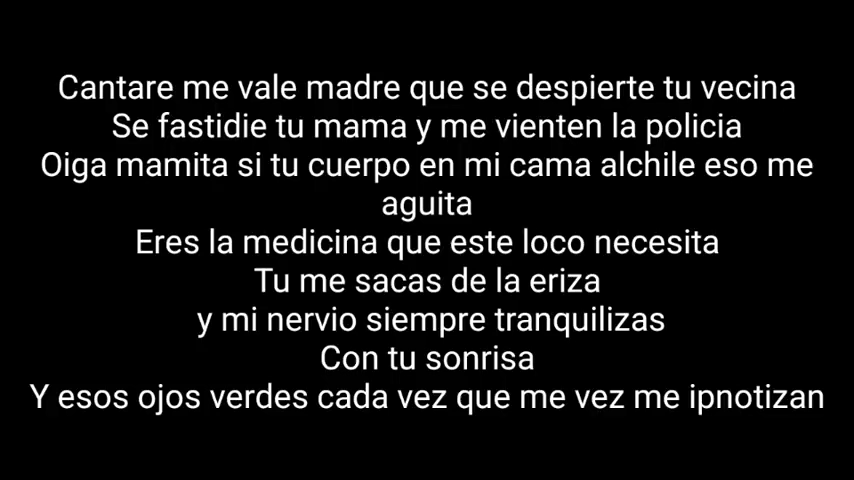 Cantare me vale madre que se despierte tu vecina
Se fastidie tu mama y me vienten la policia
Oiga mamita si tu cuerpo en mi cama alchile eso me
aguita
Eres la medicina que este loco necesita
Tu me sacas de la eriza
y mi nervio siempre tranquilizas
Con tu sonrisa
Y esos ojos verdes cada vez que me vez me ipnotizan